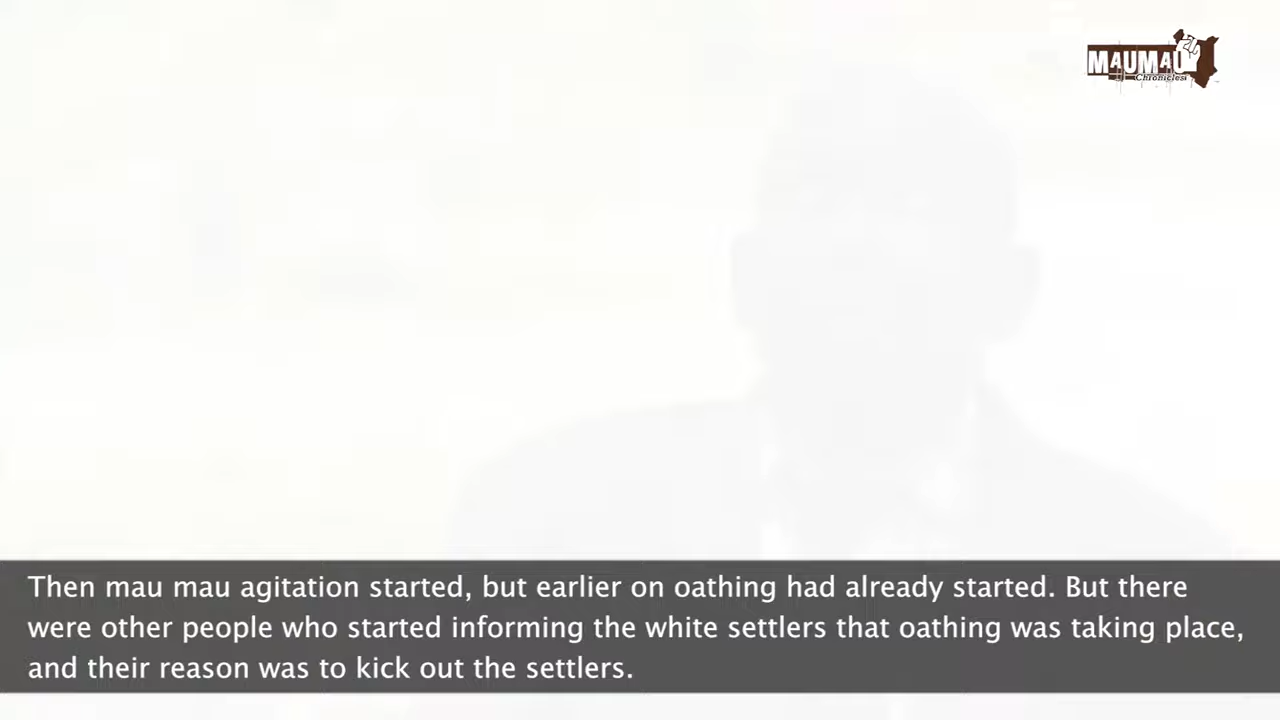 MAUMAU
Chronicles
Then mau mau agitation started, but earlier on oathing had already started. But there
were other people who started informing the white settlers that oathing was taking place,
and their reason was to kick out the settlers.